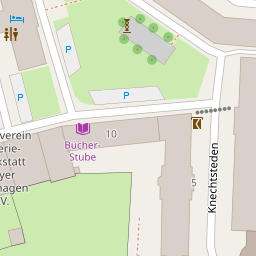 P
P
P
verein
erie-
kstatt
yer
hagen
V.
Bücher-
Stube
10
5
Knechtsteden